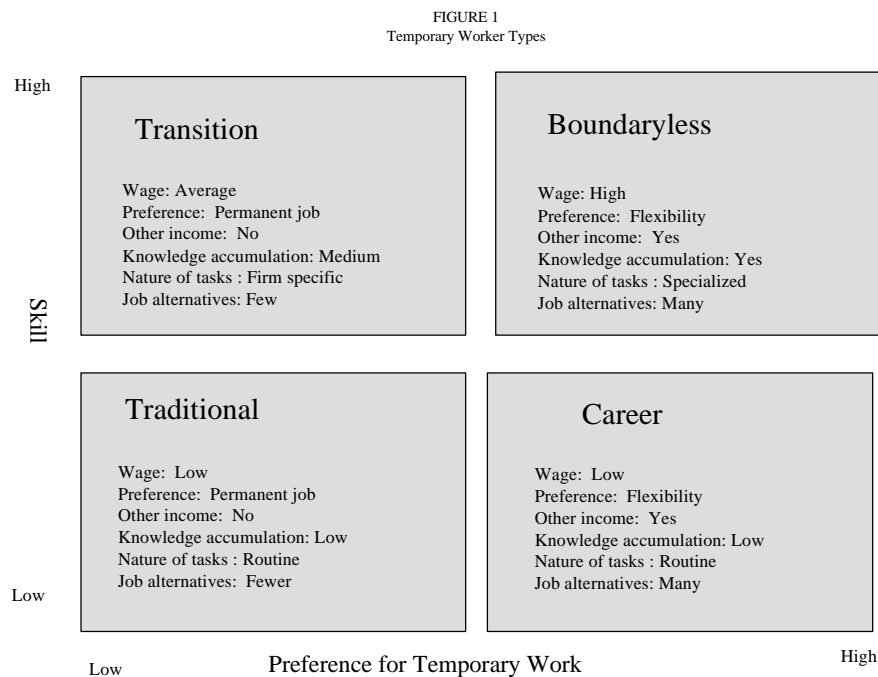 FIGURE 1
Temporary Worker Types
High
Transition
Wage: Average
Preference:  Permanent job
Other income:  No
Knowledge accumulation: Medium
Nature of tasks : Firm specific
Job alternatives: Few
Boundaryless
Wage: High
Preference:  Flexibility
Other income:  Yes
Knowledge accumulation: Yes
Nature of tasks : Specialized
Job alternatives: Many
Skill
Traditional
Wage:  Low
Preference:  Permanent job
Other income:  No
Knowledge accumulation: Low
Nature of tasks : Routine
Job alternatives:  Fewer
Career
Wage:  Low
Preference:  Flexibility
Other income:  Yes
Knowledge accumulation: Low
Nature of tasks : Routine
Job alternatives: Many
Low
Low
Preference for Temporary Work
High